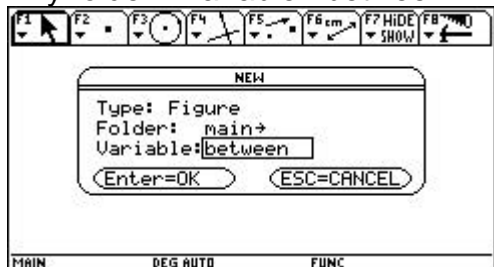 F1 F2 F3 F4 F5 F6 cm F7 HIDE SHOW F8
NEW
Type: Figure
Folder: main→
Variable: between
Enter=OK ESC=CANCEL
MAIN DEG AUTO FUNC